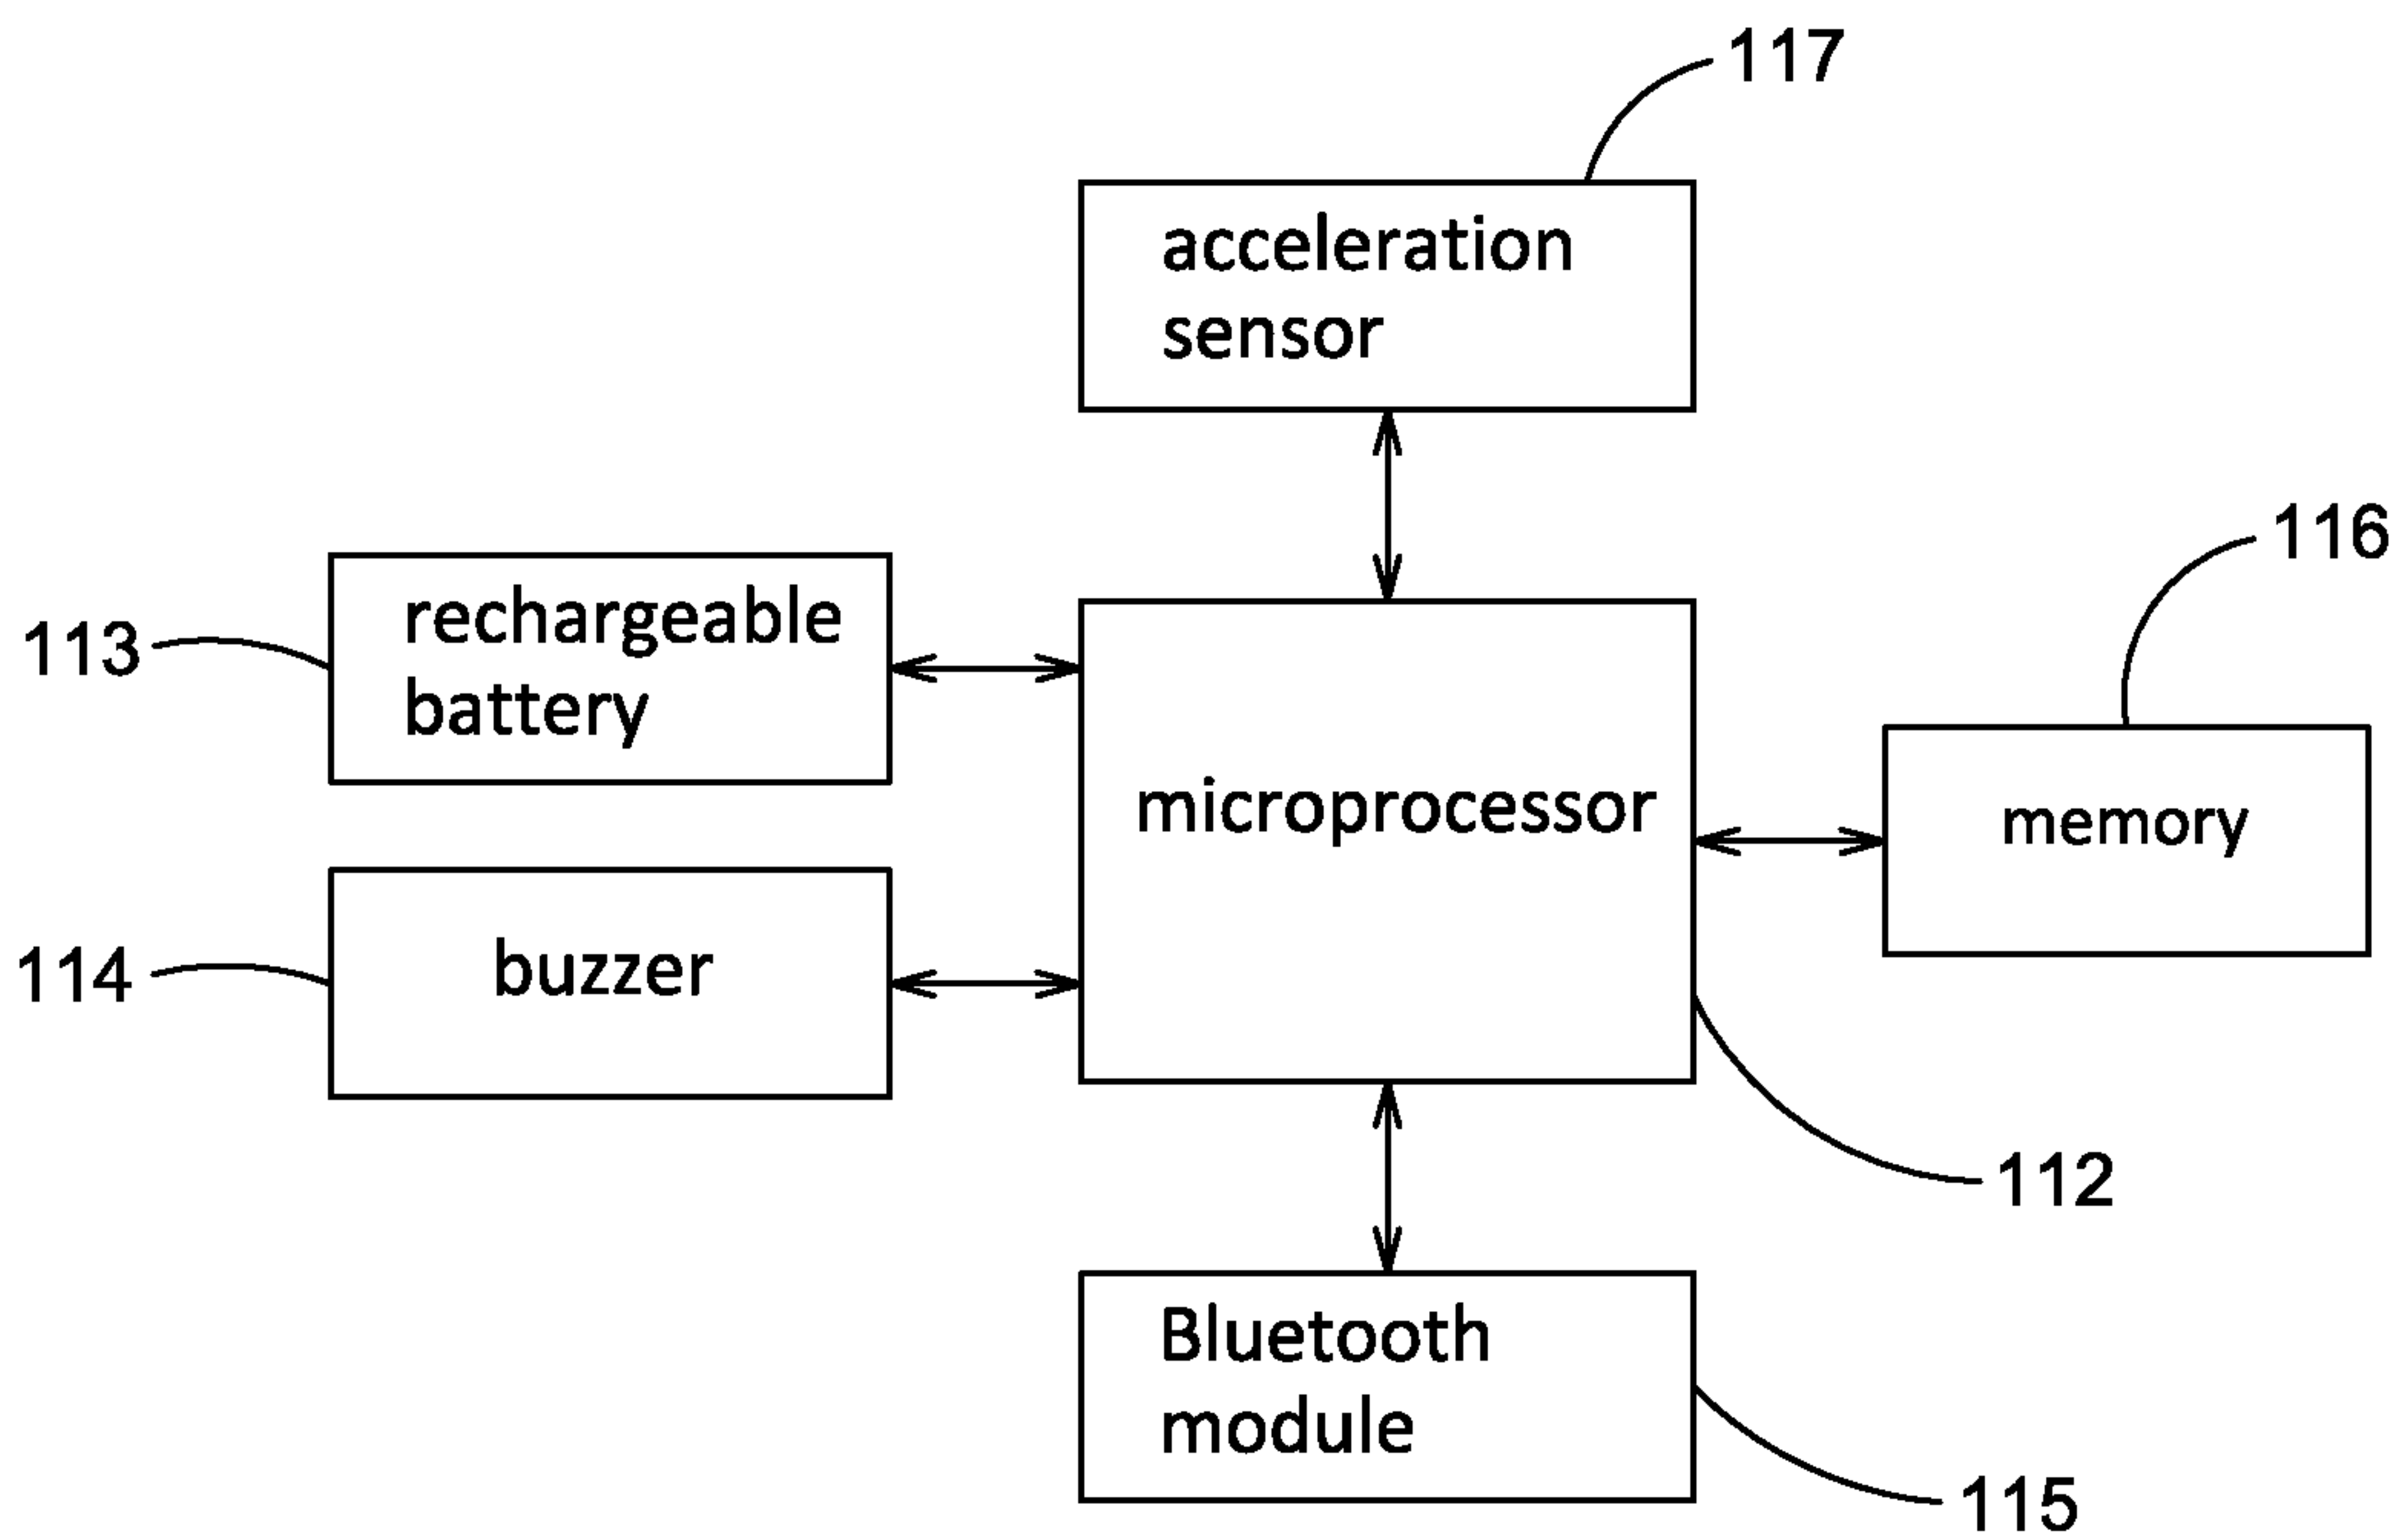 117
acceleration
sensor
116
rechargeable
battery
113
microprocessor
memory
buzzer
114
112
Bluetooth
module
115